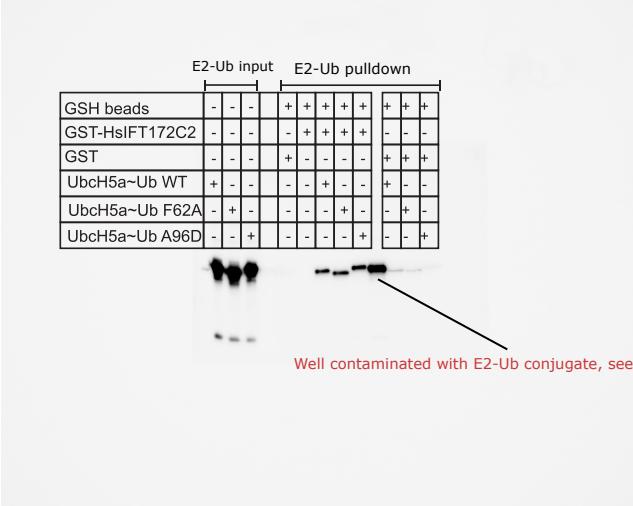 E2-Ub input E2-Ub pulldown
GSH beads - - - + + + + + + + +
GST-HsIFT172C2 - - - - + + + + - - -
GST - - - + - - - - + + +
UbcH5a~Ub WT + - - - - + - - + - -
UbcH5a~Ub F62A - + - - - - + - - + -
UbcH5a~Ub A96D - - + - - - - + - - +
Well contaminated with E2-Ub conjugate, see